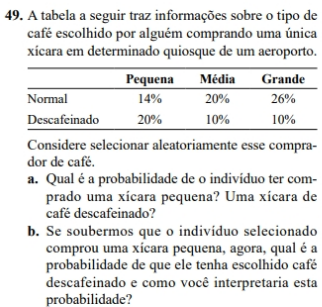 49. A tabela a seguir traz informações sobre o tipo de
café escolhido por alguém comprando uma única
xícara em determinado quiosque de um aeroporto.
Pequena Média Grande
Normal 14% 20% 26%
Descafeinado 20% 10% 10%
Considere selecionar aleatoriamente esse compra-
dor de café.
a. Qual é a probabilidade de o indivíduo ter com-
prado uma xícara pequena? Uma xícara de
café descafeinado?
b. Se soubermos que o indivíduo selecionado
comprou uma xícara pequena, agora, qual é a
probabilidade de que ele tenha escolhido café
descafeinado e como você interpretaria esta
probabilidade?